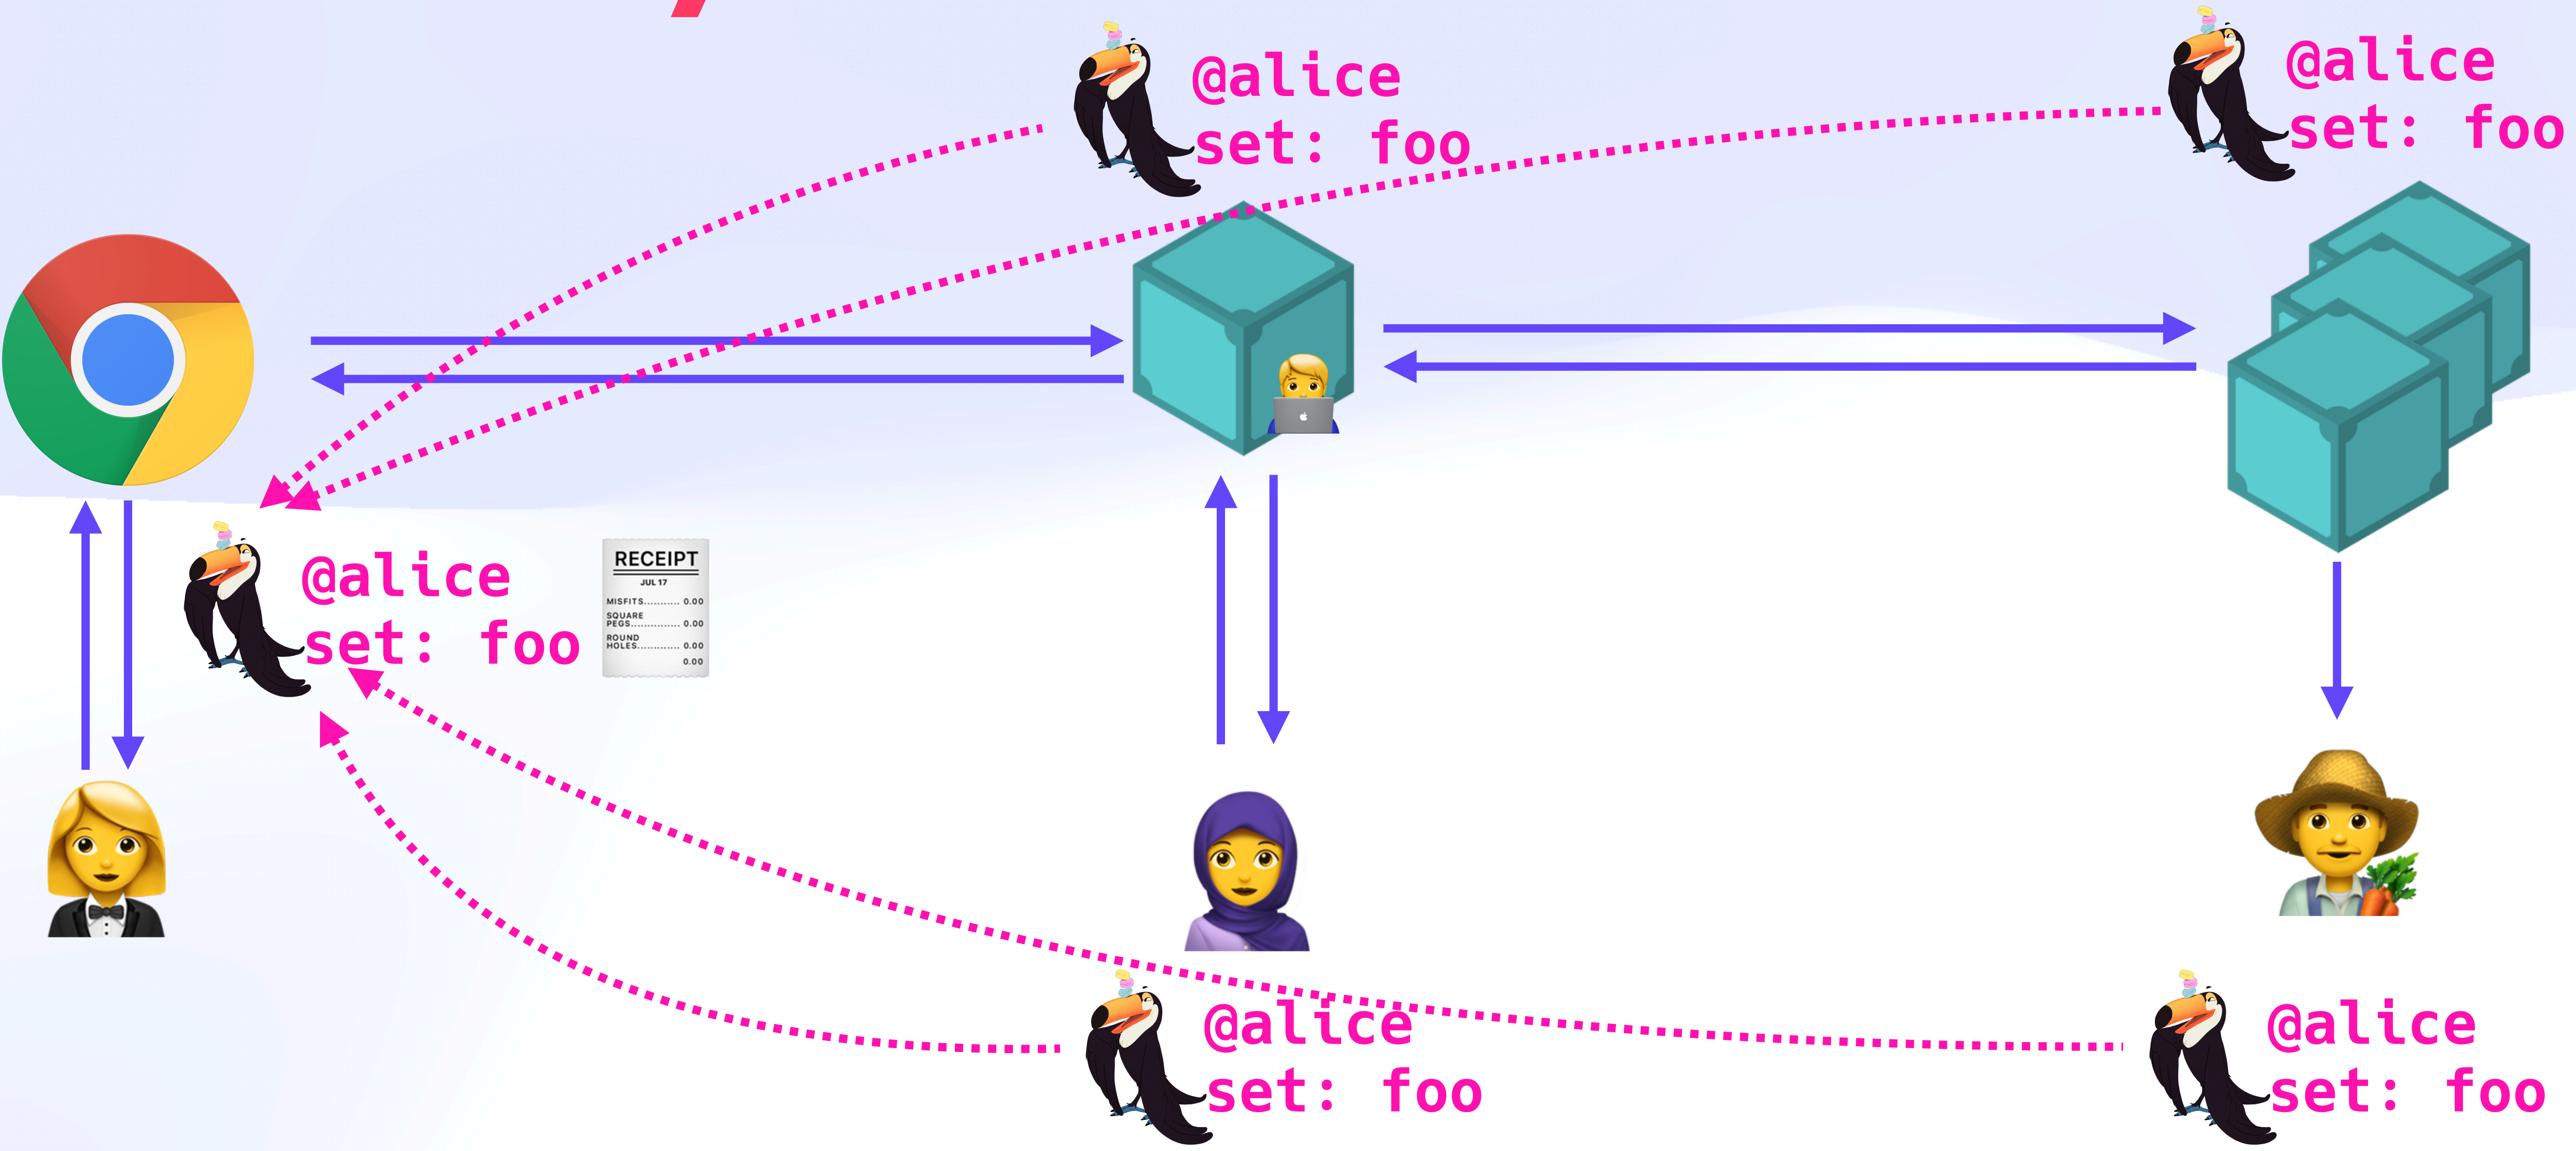 @alice
set: foo
@alice
set: foo
@alice
set: foo
RECEIPT
JUL 17
MISFITS........... 0.00
SQUARE
PEGS.............. 0.00
ROUND
HOLES............. 0.00
0.00
@alice
set: foo
@alice
set: foo